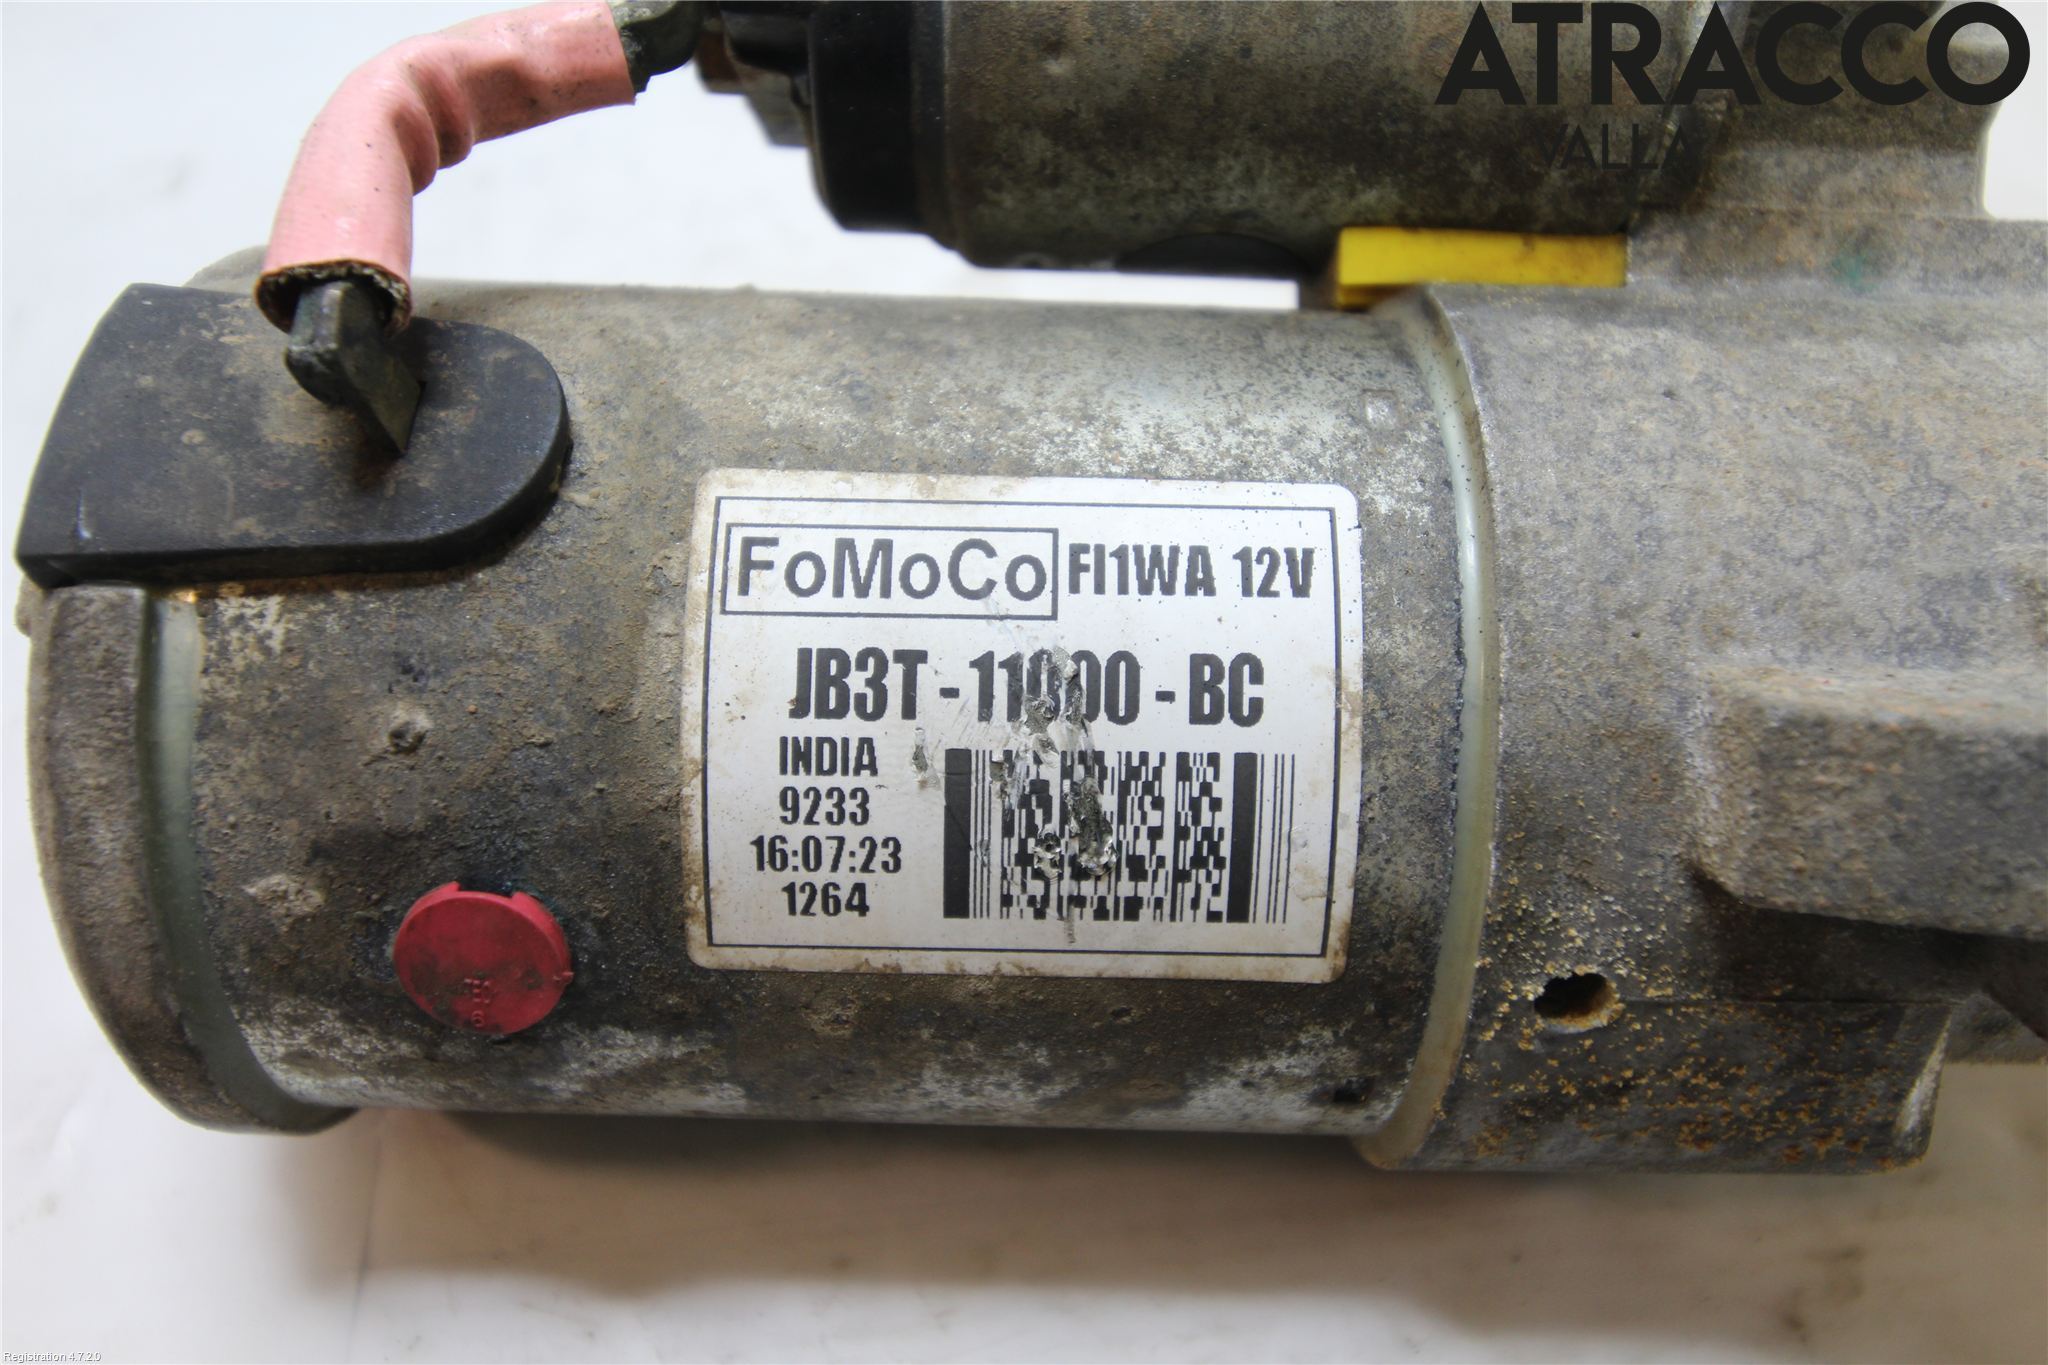 ATRACCO
VALLA
FoMoCo FI1WA 12V
JB3T-11000-BC
INDIA
9233
16:07:23
1264
Registration 4.7.2.0